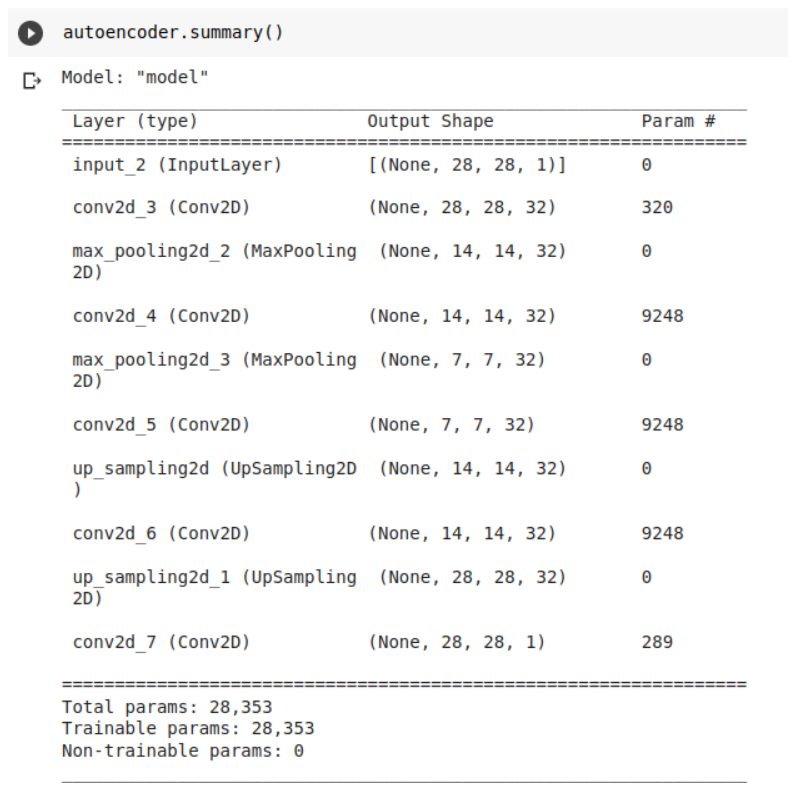 autoencoder.summary()
Model: "model"
Layer (type) Output Shape Param #
=================================================================
input_2 (InputLayer) [(None, 28, 28, 1)] 0
conv2d_3 (Conv2D) (None, 28, 28, 32) 320
max_pooling2d_2 (MaxPooling (None, 14, 14, 32) 0
2D)
conv2d_4 (Conv2D) (None, 14, 14, 32) 9248
max_pooling2d_3 (MaxPooling (None, 7, 7, 32) 0
2D)
conv2d_5 (Conv2D) (None, 7, 7, 32) 9248
up_sampling2d (UpSampling2D (None, 14, 14, 32) 0
)
conv2d_6 (Conv2D) (None, 14, 14, 32) 9248
up_sampling2d_1 (UpSampling (None, 28, 28, 32) 0
2D)
conv2d_7 (Conv2D) (None, 28, 28, 1) 289
=================================================================
Total params: 28,353
Trainable params: 28,353
Non-trainable params: 0